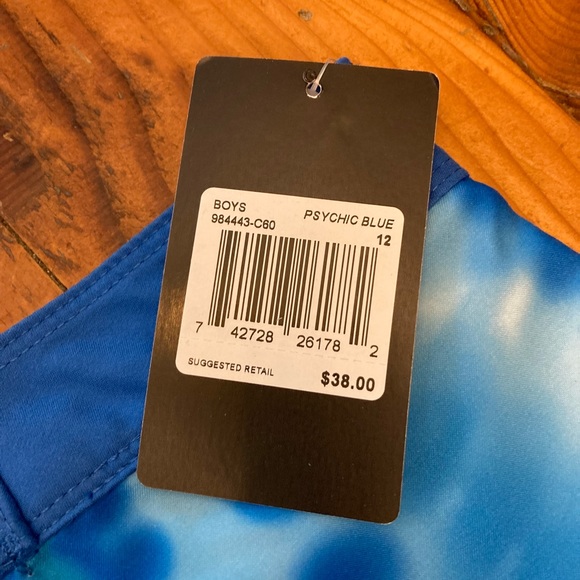 BOYS PSYCHIC BLUE
984443-C60 12
7 42728 26178 2
SUGGESTED RETAIL $38.00